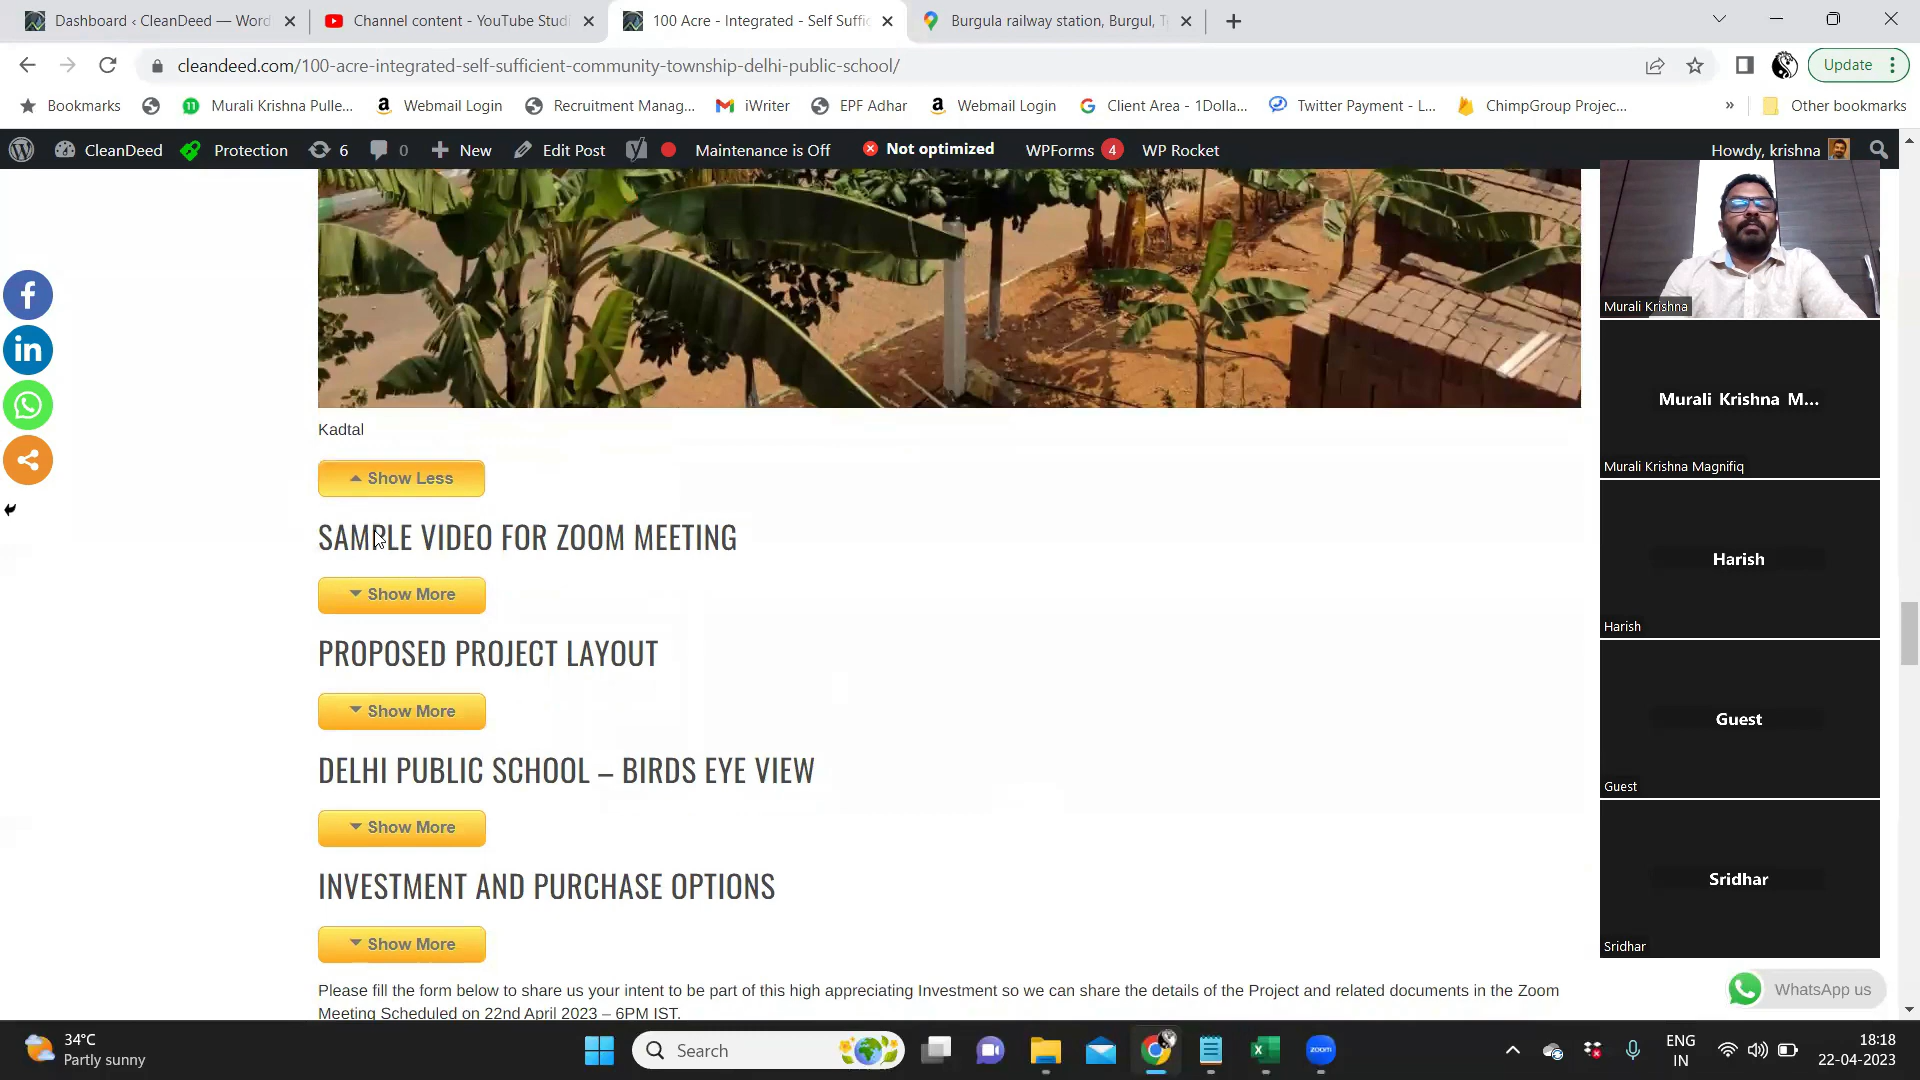 Dashboard ‹ CleanDeed — Word
Channel content - YouTube Studi
100 Acre - Integrated - Self Suffic
Burgula railway station, Burgul, T
cleandeed.com/100-acre-integrated-self-sufficient-community-township-delhi-public-school/
Update
Bookmarks
11
Murali Krishna Pulle...
Webmail Login
Recruitment Manag...
iWriter
EPF Adhar
Webmail Login
Client Area - 1Dolla...
Twitter Payment - L...
ChimpGroup Projec...
»
Other bookmarks
CleanDeed
Protection
6
0
New
Edit Post
Maintenance is Off
Not optimized
WPForms 4
WP Rocket
Howdy, krishna
Murali Krishna
Kadtal
Show Less
SAMPLE VIDEO FOR ZOOM MEETING
Show More
PROPOSED PROJECT LAYOUT
Show More
DELHI PUBLIC SCHOOL – BIRDS EYE VIEW
Show More
INVESTMENT AND PURCHASE OPTIONS
Show More
Please fill the form below to share us your intent to be part of this high appreciating Investment so we can share the details of the Project and related documents in the Zoom
Meeting Scheduled on 22nd April 2023 – 6PM IST.
Murali Krishna M...
Murali Krishna Magnifiq
Harish
Harish
Guest
Guest
Sridhar
Sridhar
WhatsApp us
34°C
Partly sunny
Search
zoom
ENG
IN
18:18
22-04-2023